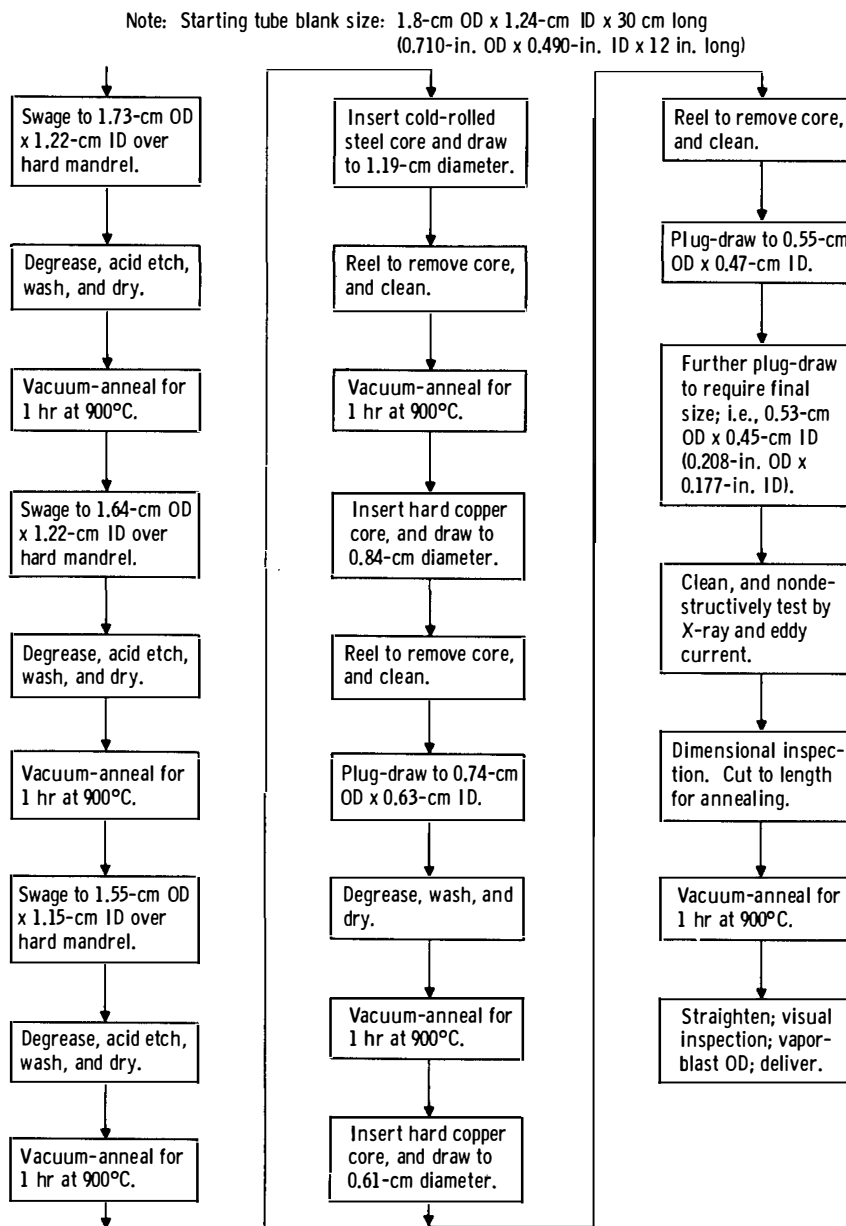 Note: Starting tube blank size: 1.8-cm OD x 1.24-cm ID x 30 cm long
(0.710-in. OD x 0.490-in. ID x 12 in. long)
Swage to 1.73-cm OD
x 1.22-cm ID over
hard mandrel.
Degrease, acid etch,
wash, and dry.
Vacuum-anneal for
1 hr at 900°C.
Swage to 1.64-cm OD
x 1.22-cm ID over
hard mandrel.
Degrease, acid etch,
wash, and dry.
Vacuum-anneal for
1 hr at 900°C.
Swage to 1.55-cm OD
x 1.15-cm ID over
hard mandrel.
Degrease, acid etch,
wash, and dry.
Vacuum-anneal for
1 hr at 900°C.
Insert cold-rolled
steel core and draw
to 1.19-cm diameter.
Reel to remove core,
and clean.
Vacuum-anneal for
1 hr at 900°C.
Insert hard copper
core, and draw to
0.84-cm diameter.
Reel to remove core,
and clean.
Plug-draw to 0.74-cm
OD x 0.63-cm ID.
Degrease, wash, and
dry.
Vacuum-anneal for
1 hr at 900°C.
Insert hard copper
core, and draw to
0.61-cm diameter.
Reel to remove core,
and clean.
Plug-draw to 0.55-cm
OD x 0.47-cm ID.
Further plug-draw
to require final
size; i.e., 0.53-cm
OD x 0.45-cm ID
(0.208-in. OD x
0.177-in. ID).
Clean, and nonde-
structively test by
X-ray and eddy
current.
Dimensional inspec-
tion. Cut to length
for annealing.
Vacuum-anneal for
1 hr at 900°C.
Straighten; visual
inspection; vapor-
blast OD; deliver.